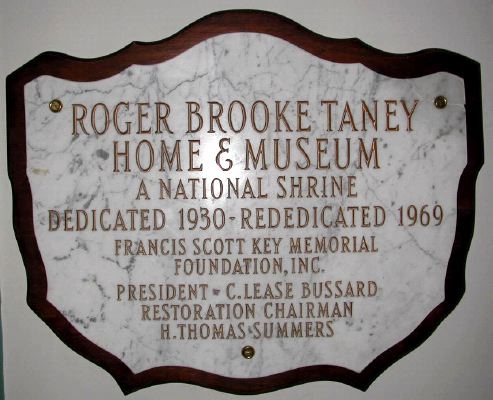 ROGER BROOKE TANEY
HOME & MUSEUM
A NATIONAL SHRINE
DEDICATED 1930-REDEDICATED 1969
FRANCIS SCOTT KEY MEMORIAL
FOUNDATION, INC.
PRESIDENT - C. LEASE BUSSARD
RESTORATION CHAIRMAN
H. THOMAS SUMMERS